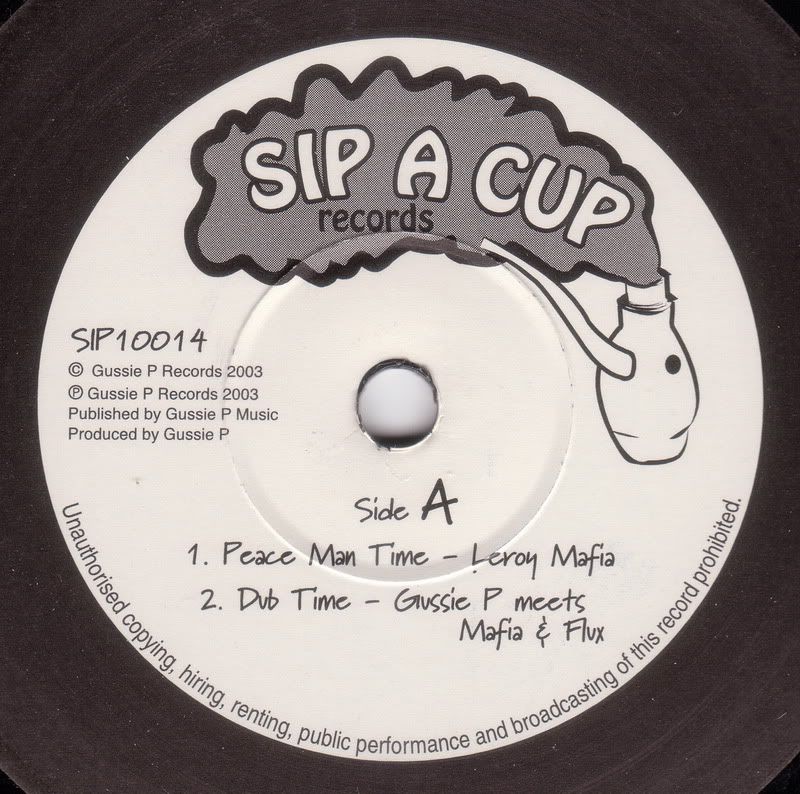 SIP A CUP
records
SIP10014
© Gussie P Records 2003
℗ Gussie P Records 2003
Published by Gussie P Music
Produced by Gussie P
Side A
1. Peace Man Time - Leroy Mafia
2. Dub Time - Gussie P meets
Mafia & Flux
Unauthorised copying, hiring, renting, public performance and broadcasting of this record prohibited.